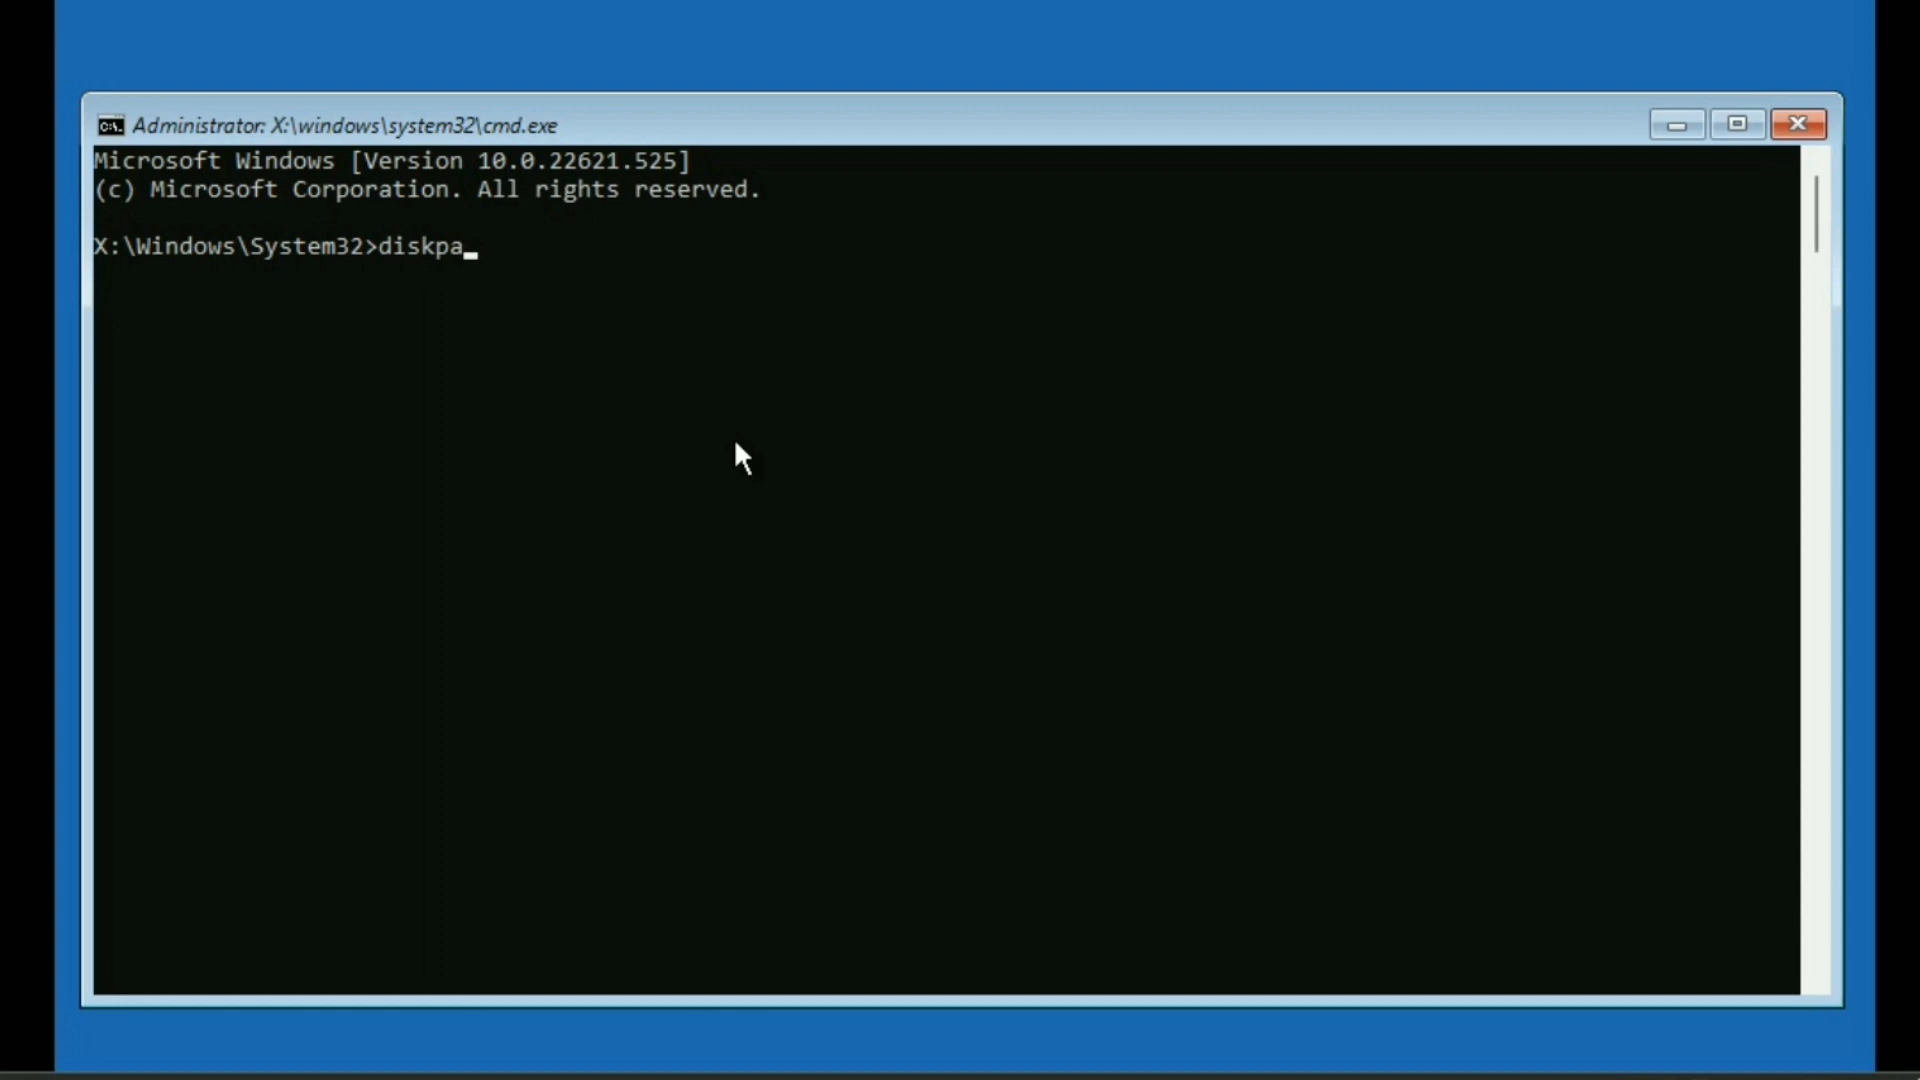 Administrator: X:\windows\system32\cmd.exe
Microsoft Windows [Version 10.0.22621.525]
(c) Microsoft Corporation. All rights reserved.
X:\Windows\System32>diskpa